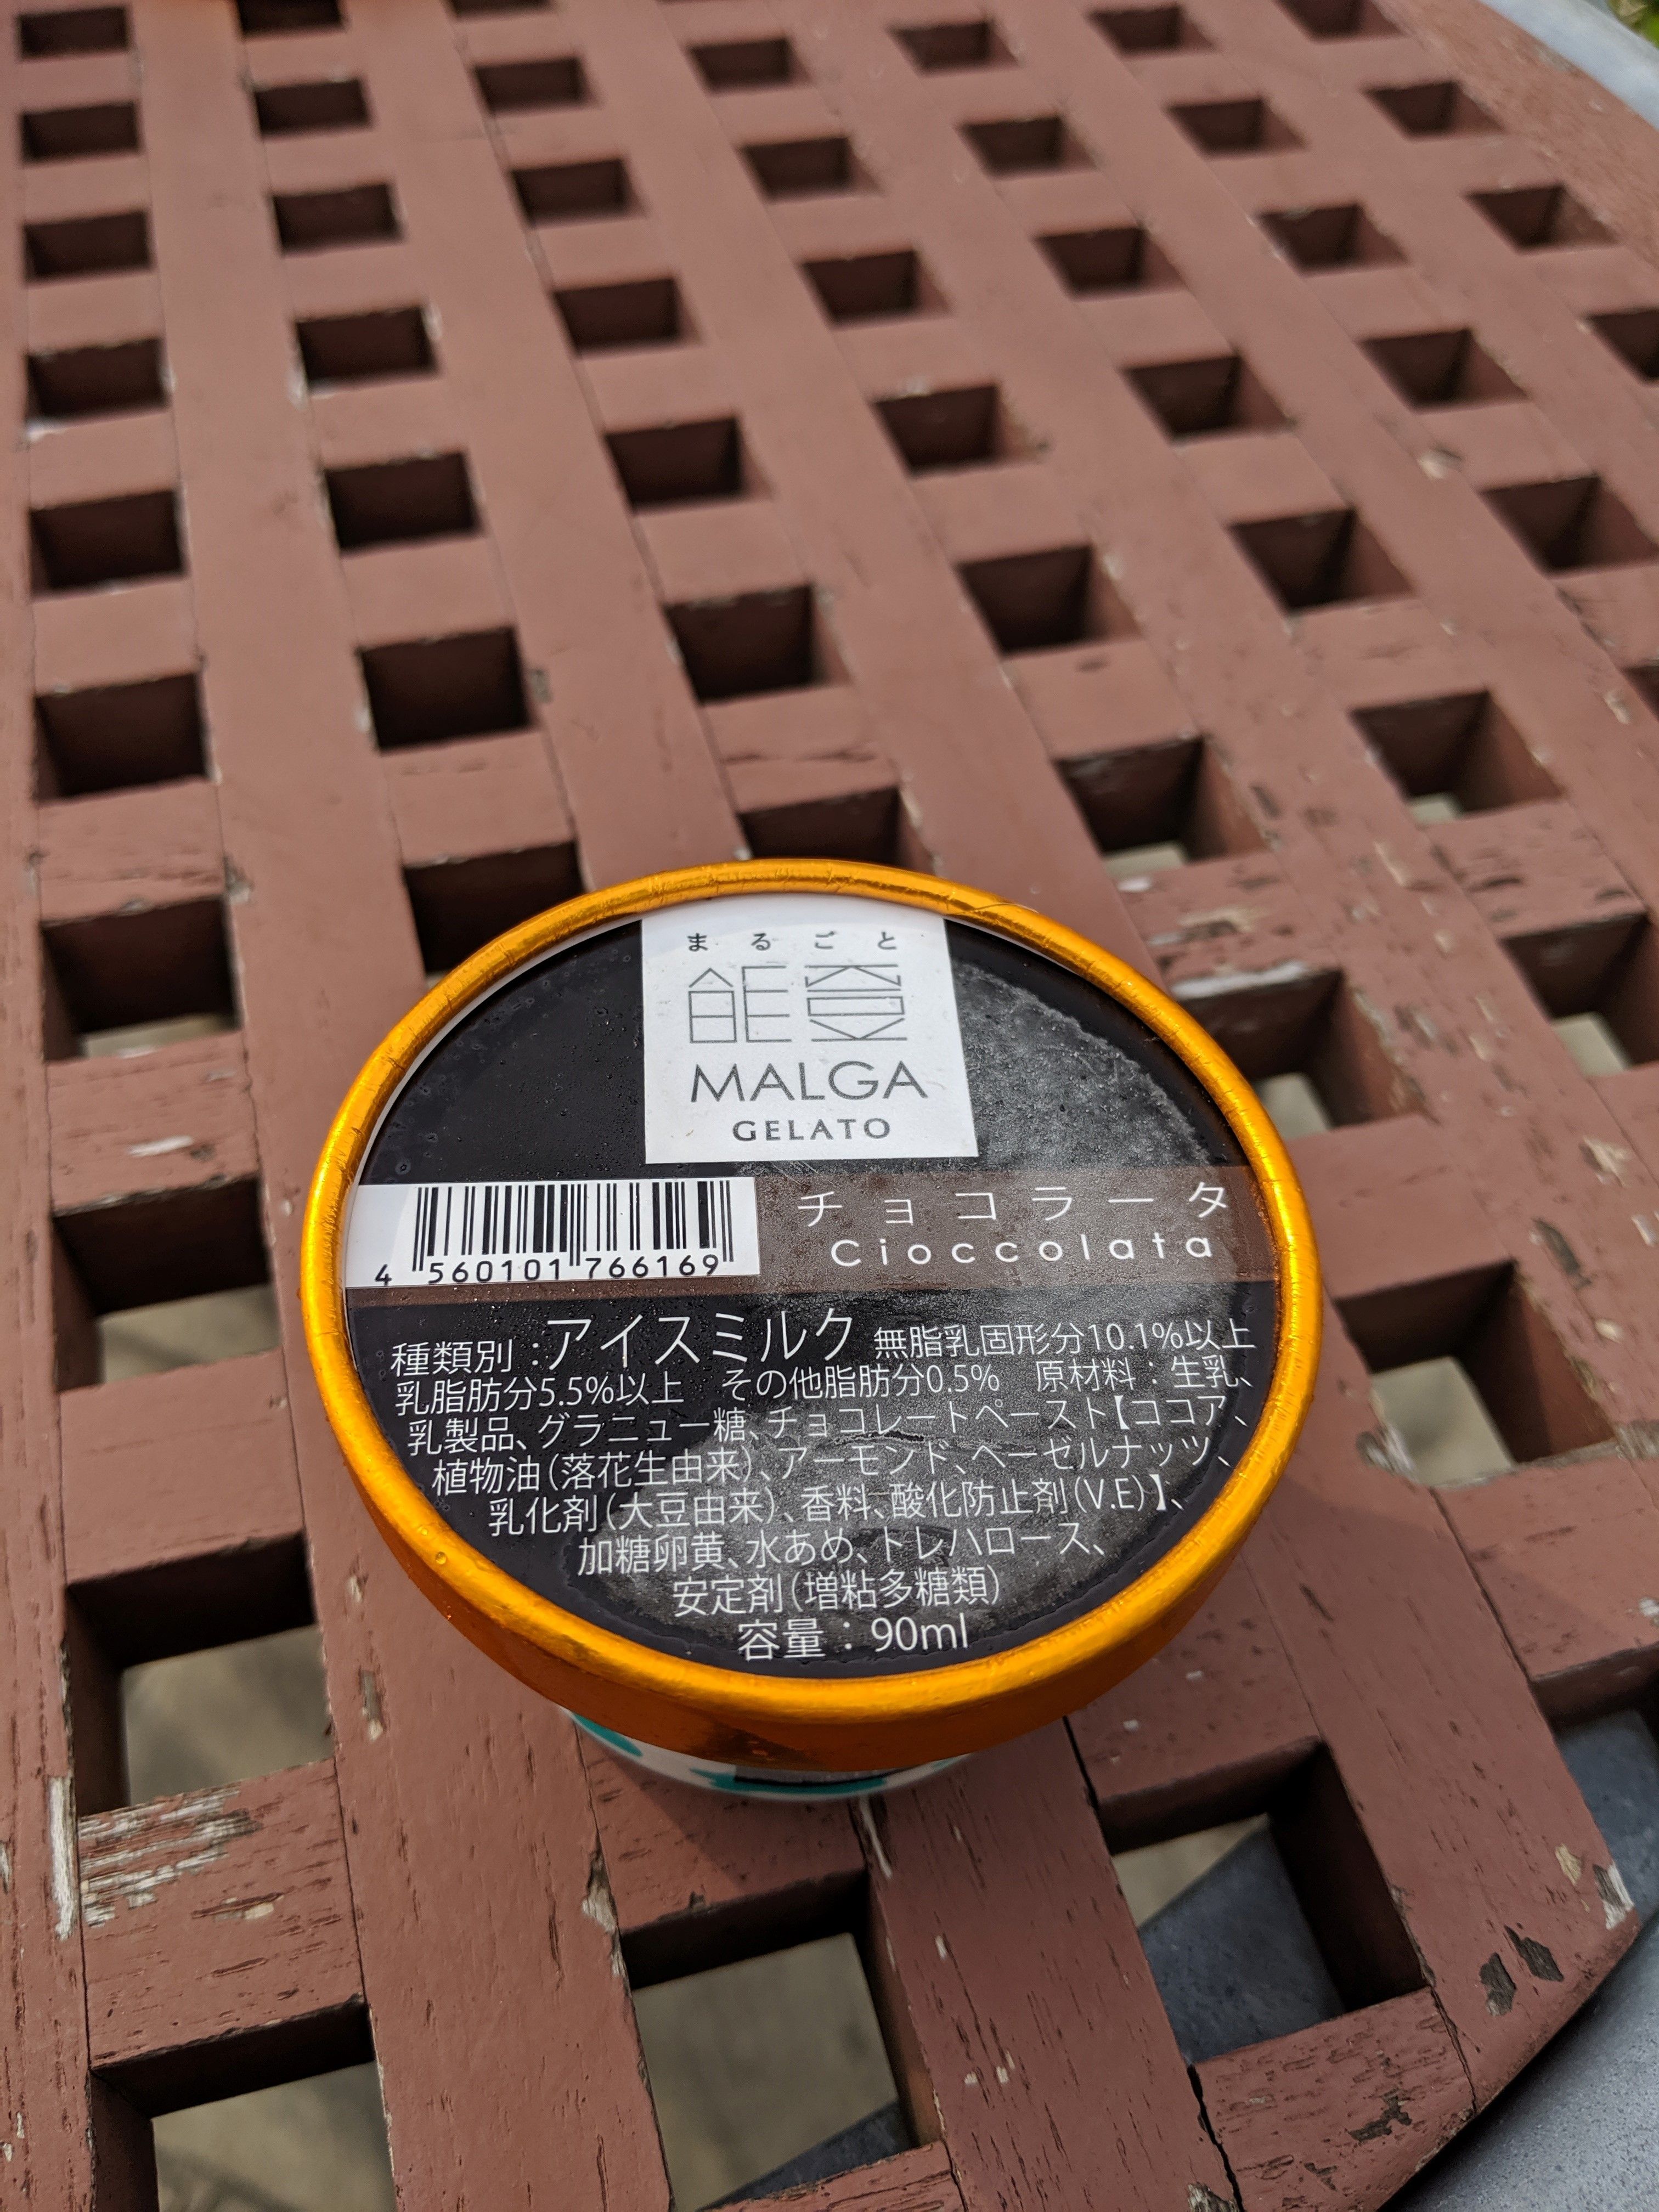 まるごと
能登
MALGA
GELATO
4 560101 766169
チョコラータ
Cioccolata
種類別：アイスミルク 無脂乳固形分10.1%以上
乳脂肪分5.5%以上 その他脂肪分0.5% 原材料：生乳、
乳製品、グラニュー糖、チョコレートペースト【ココア、
植物油（落花生由来）、アーモンド、ヘーゼルナッツ、
乳化剤（大豆由来）、香料、酸化防止剤（V.E）】、
加糖卵黄、水あめ、トレハロース、
安定剤（増粘多糖類）
容量：90ml